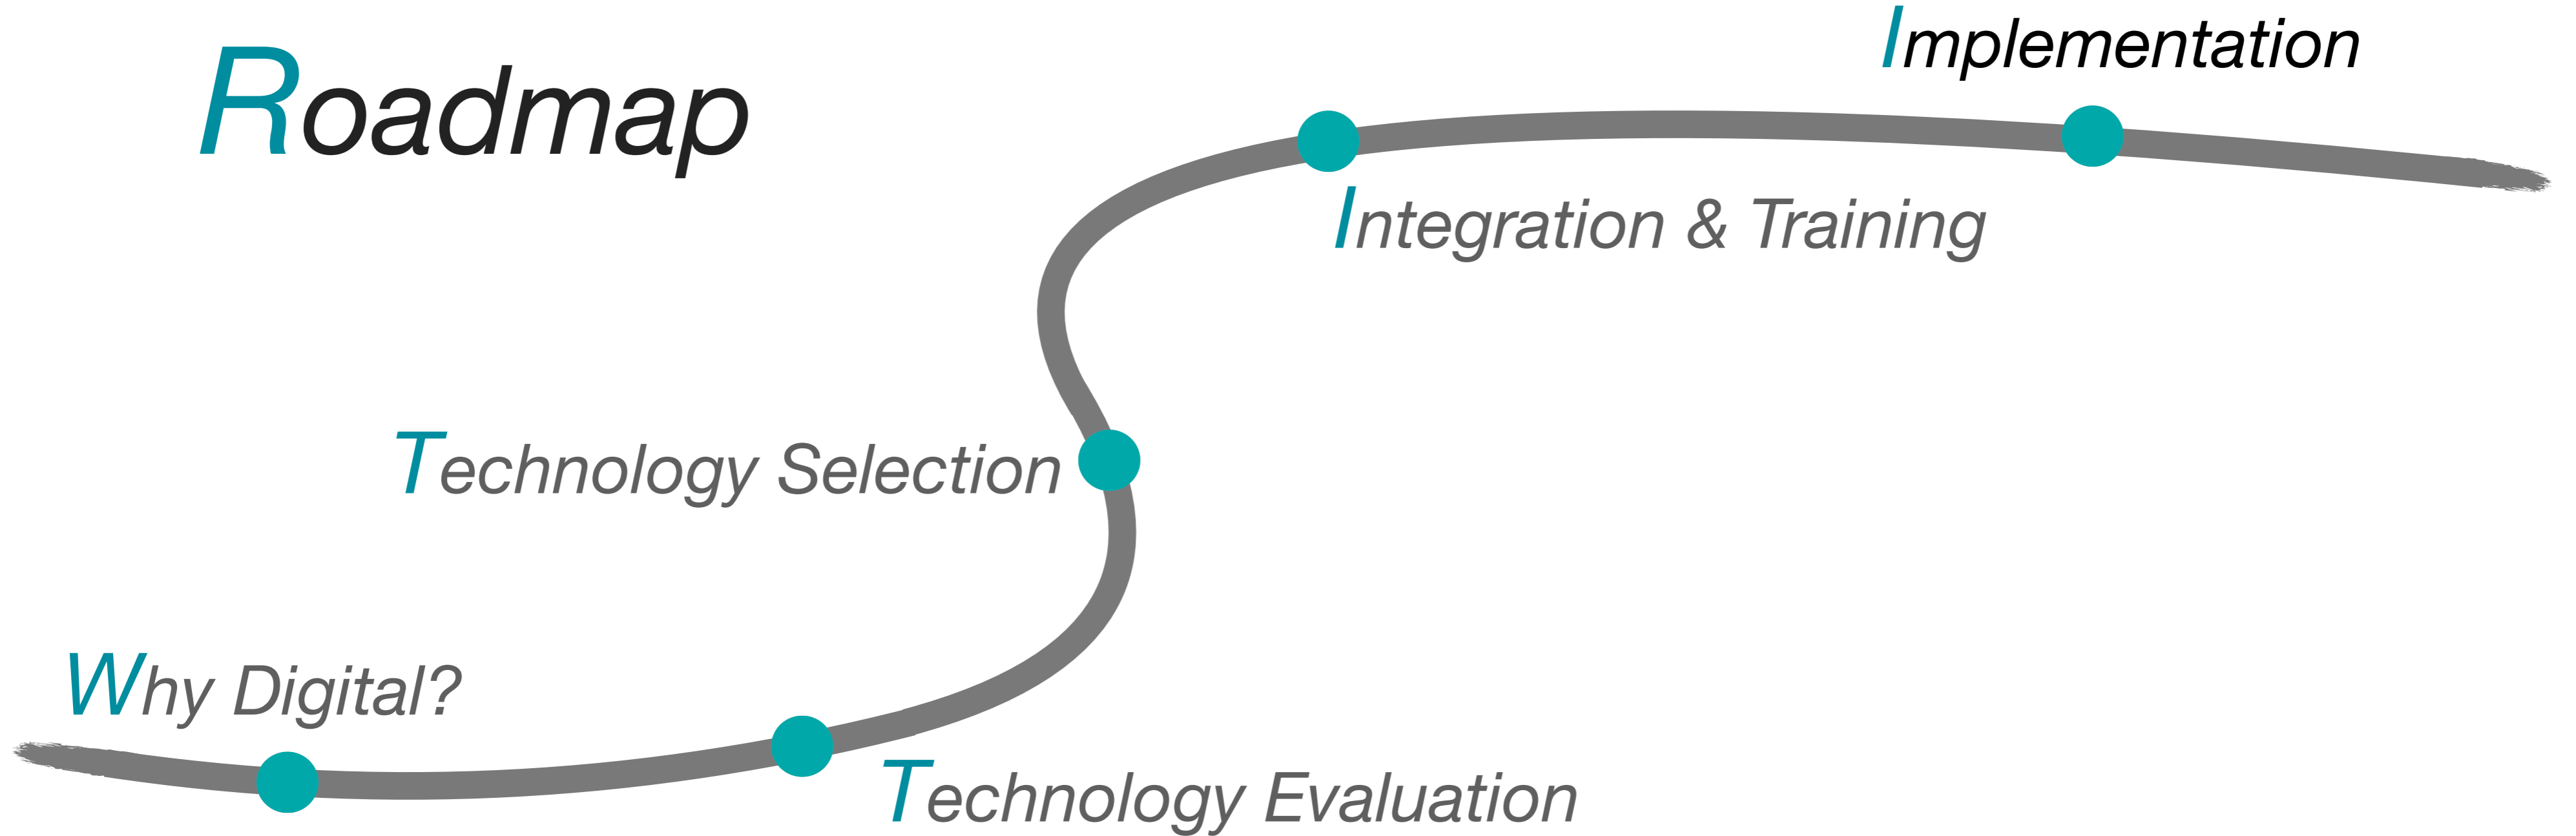 Roadmap
Implementation
Integration & Training
Technology Selection
Why Digital?
Technology Evaluation